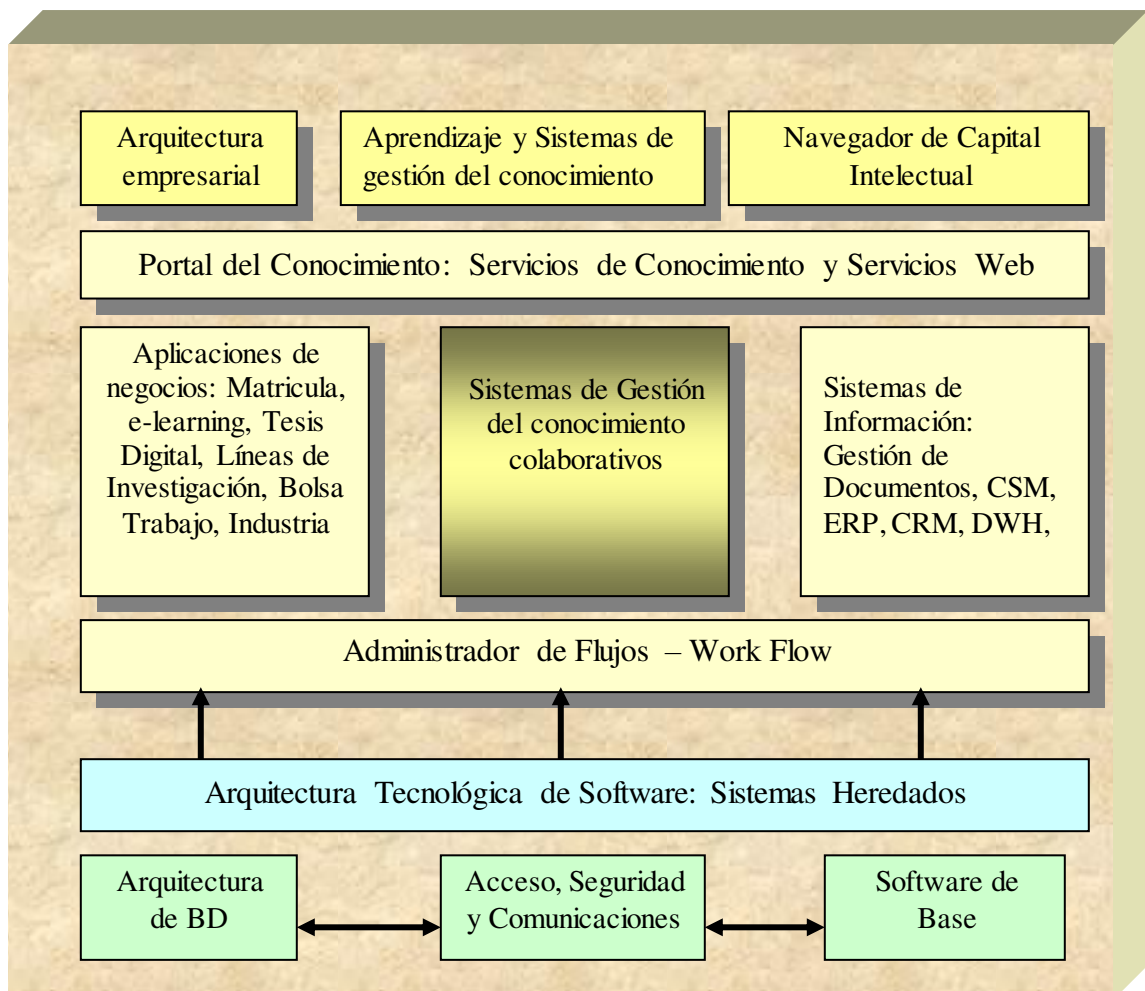 Arquitectura
empresarial
Aprendizaje y Sistemas de
gestión del conocimiento
Navegador de Capital
Intelectual
Portal del Conocimiento: Servicios de Conocimiento y Servicios Web
Aplicaciones de
negocios: Matricula,
e-learning, Tesis
Digital, Líneas de
Investigación, Bolsa
Trabajo, Industria
Sistemas de Gestión
del conocimiento
colaborativos
Sistemas de
Información:
Gestión de
Documentos, CSM,
ERP, CRM, DWH,
Administrador de Flujos – Work Flow
Arquitectura Tecnológica de Software: Sistemas Heredados
Arquitectura
de BD
Acceso, Seguridad
y Comunicaciones
Software de
Base